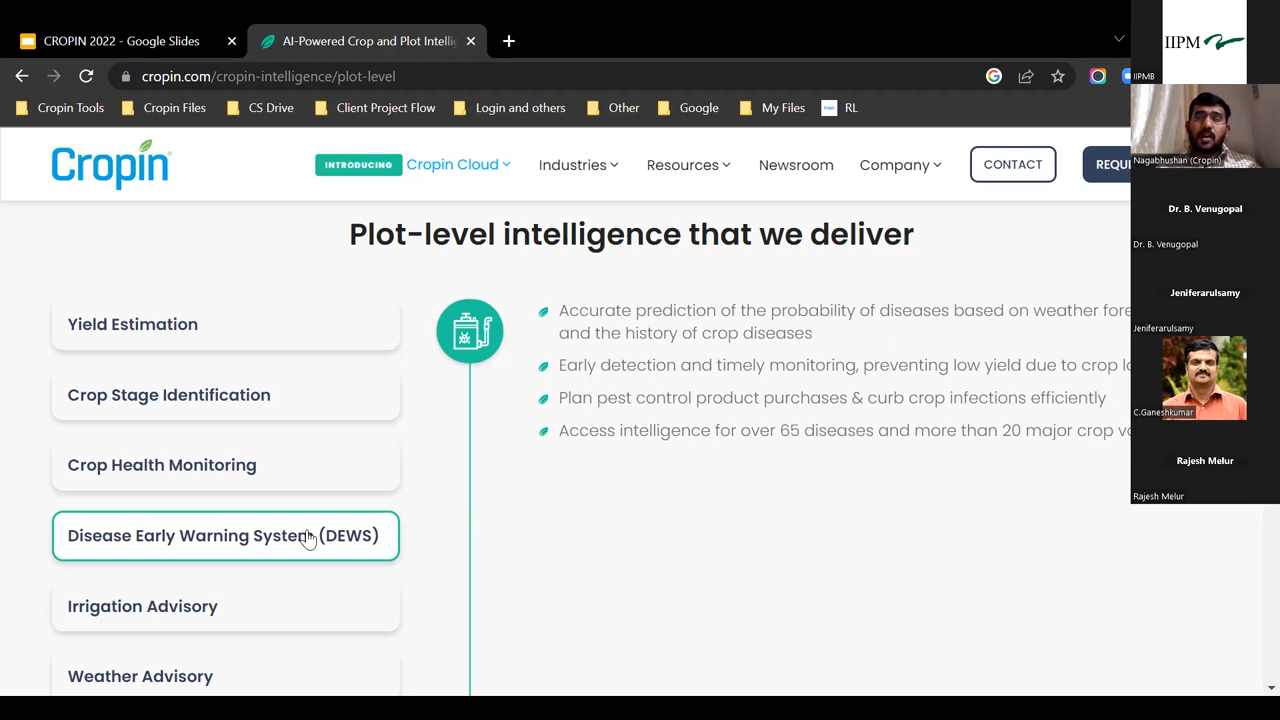 CROPIN 2022 - Google Slides
AI-Powered Crop and Plot Intelli
cropin.com/cropin-intelligence/plot-level
Cropin Tools
Cropin Files
CS Drive
Client Project Flow
Login and others
Other
Google
My Files
RL
Cropin
INTRODUCING
Cropin Cloud
Industries
Resources
Newsroom
Company
CONTACT
REQU
Plot-level intelligence that we deliver
Yield Estimation
Crop Stage Identification
Crop Health Monitoring
Disease Early Warning System (DEWS)
Irrigation Advisory
Weather Advisory
Accurate prediction of the probability of diseases based on weather fore
and the history of crop diseases
Early detection and timely monitoring, preventing low yield due to crop
Plan pest control product purchases & curb crop infections efficiently
Access intelligence for over 65 diseases and more than 20 major crop
IIPM
IIPMB
Nagabhushan (Cropin)
Dr. B. Venugopal
Dr. B. Venugopal
Jeniferarulsamy
Jeniferarulsamy
C.Ganeshkumar
Rajesh Melur
Rajesh Melur